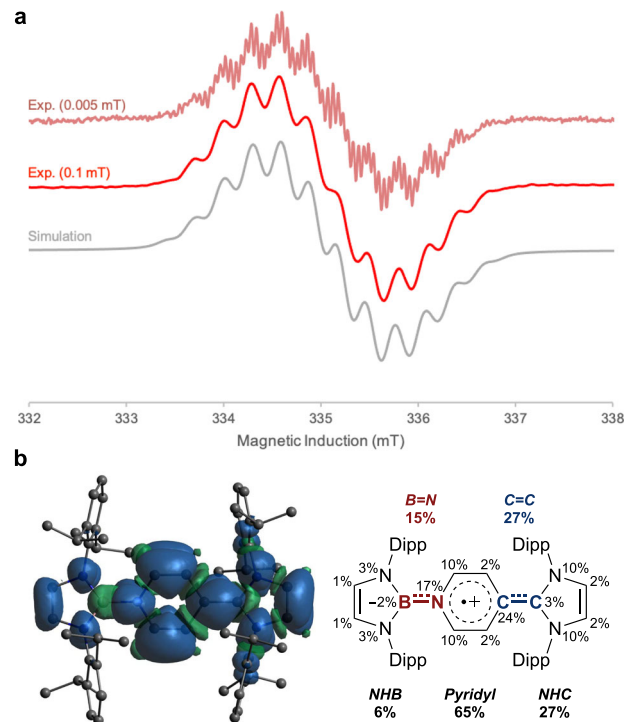 a
Exp. (0.005 mT)
Exp. (0.1 mT)
Simulation
332 333 334 335 336 337 338
Magnetic Induction (mT)
b
B=N C=C
15% 27%
Dipp Dipp
3% 10% 2% N 10%
1% N 17% 2%
−2% B N •+ C C 3%
1% N 24% N 2%
3% 10% 2% 10%
Dipp Dipp
NHB Pyridyl NHC
6% 65% 27%